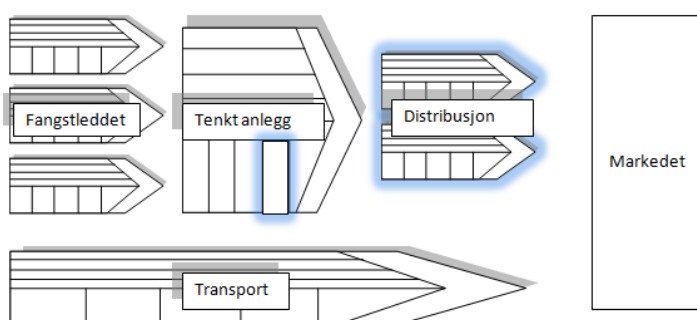 Fangstleddet
Tenkt anlegg
Distribusjon
Markedet
Transport